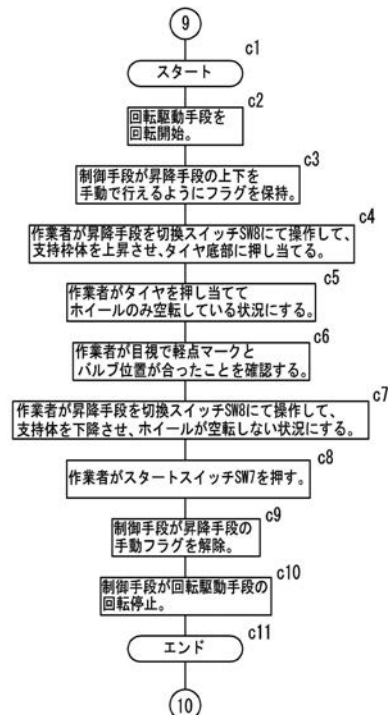 9
c1
スタート
c2
回転駆動手段を
回転開始。
c3
制御手段が昇降手段の上下を
手動で行えるようにフラグを保持。
c4
作業者が昇降手段を切換スイッチSW8にて操作して、
支持枠体を上昇させ、タイヤ底部に押し当てる。
c5
作業者がタイヤを押し当てて
ホイールのみ空転している状況にする。
c6
作業者が目視で軽点マークと
バルブ位置が合ったことを確認する。
c7
作業者が昇降手段を切換スイッチSW8にて操作して、
支持体を下降させ、ホイールが空転しない状況にする。
c8
作業者がスタートスイッチSW7を押す。
c9
制御手段が昇降手段の
手動フラグを解除。
c10
制御手段が回転駆動手段の
回転停止。
c11
エンド
10